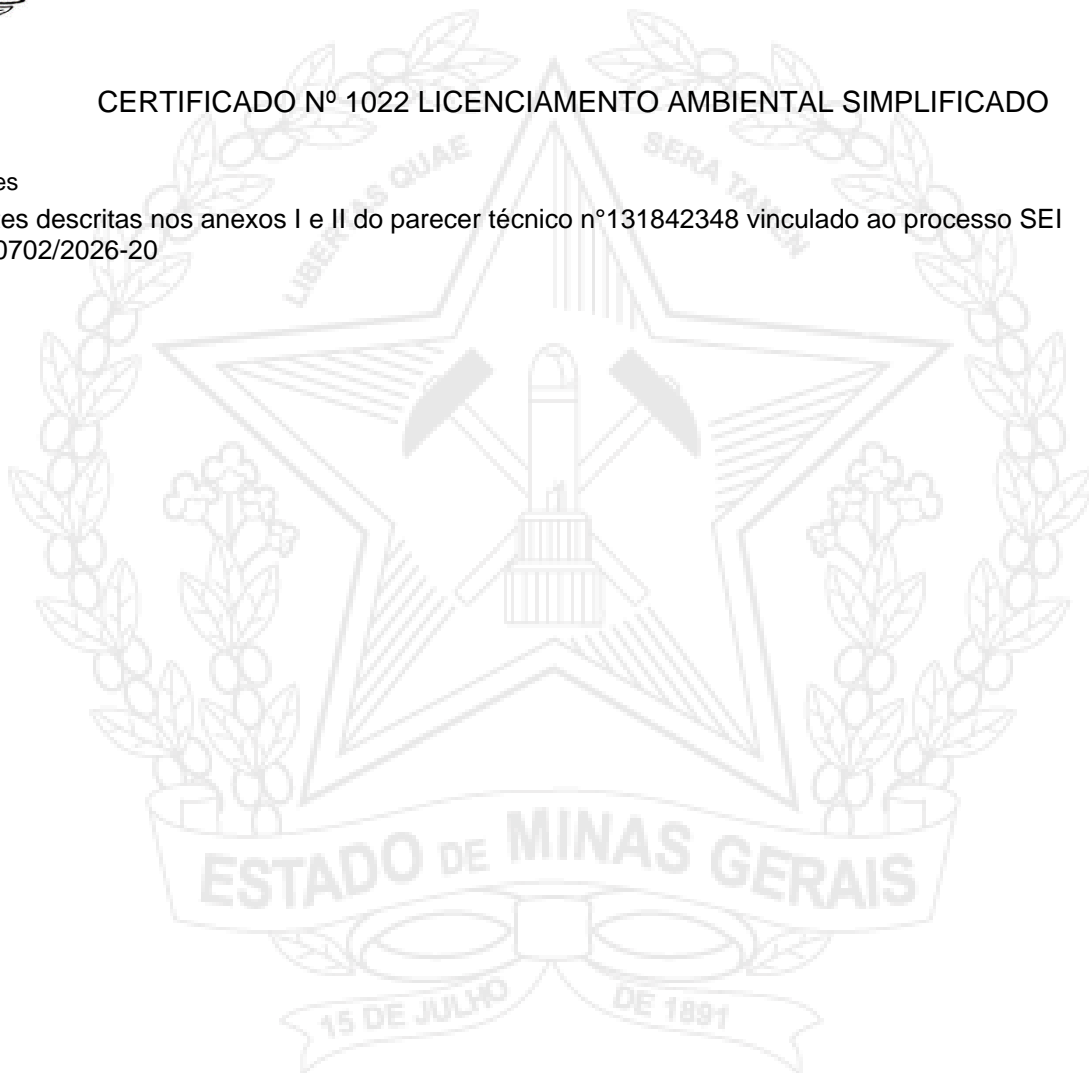 CERTIFICADO Nº 1022 LICENCIAMENTO AMBIENTAL SIMPLIFICADO
es
es descritas nos anexos I e II do parecer técnico n°131842348 vinculado ao processo SEI
0702/2026-20
LIBERTAS QUAE SERA TAMEN
ESTADO DE MINAS GERAIS
15 DE JULHO DE 1891